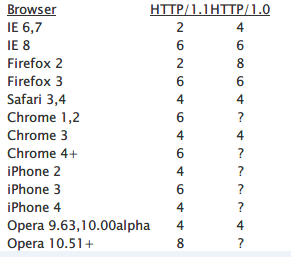 Browser HTTP/1.1HTTP/1.0
IE 6,7 2 4
IE 8 6 6
Firefox 2 2 8
Firefox 3 6 6
Safari 3,4 4 4
Chrome 1,2 6 ?
Chrome 3 4 4
Chrome 4+ 6 ?
iPhone 2 4 ?
iPhone 3 6 ?
iPhone 4 4 ?
Opera 9.63,10.00alpha 4 4
Opera 10.51+ 8 ?